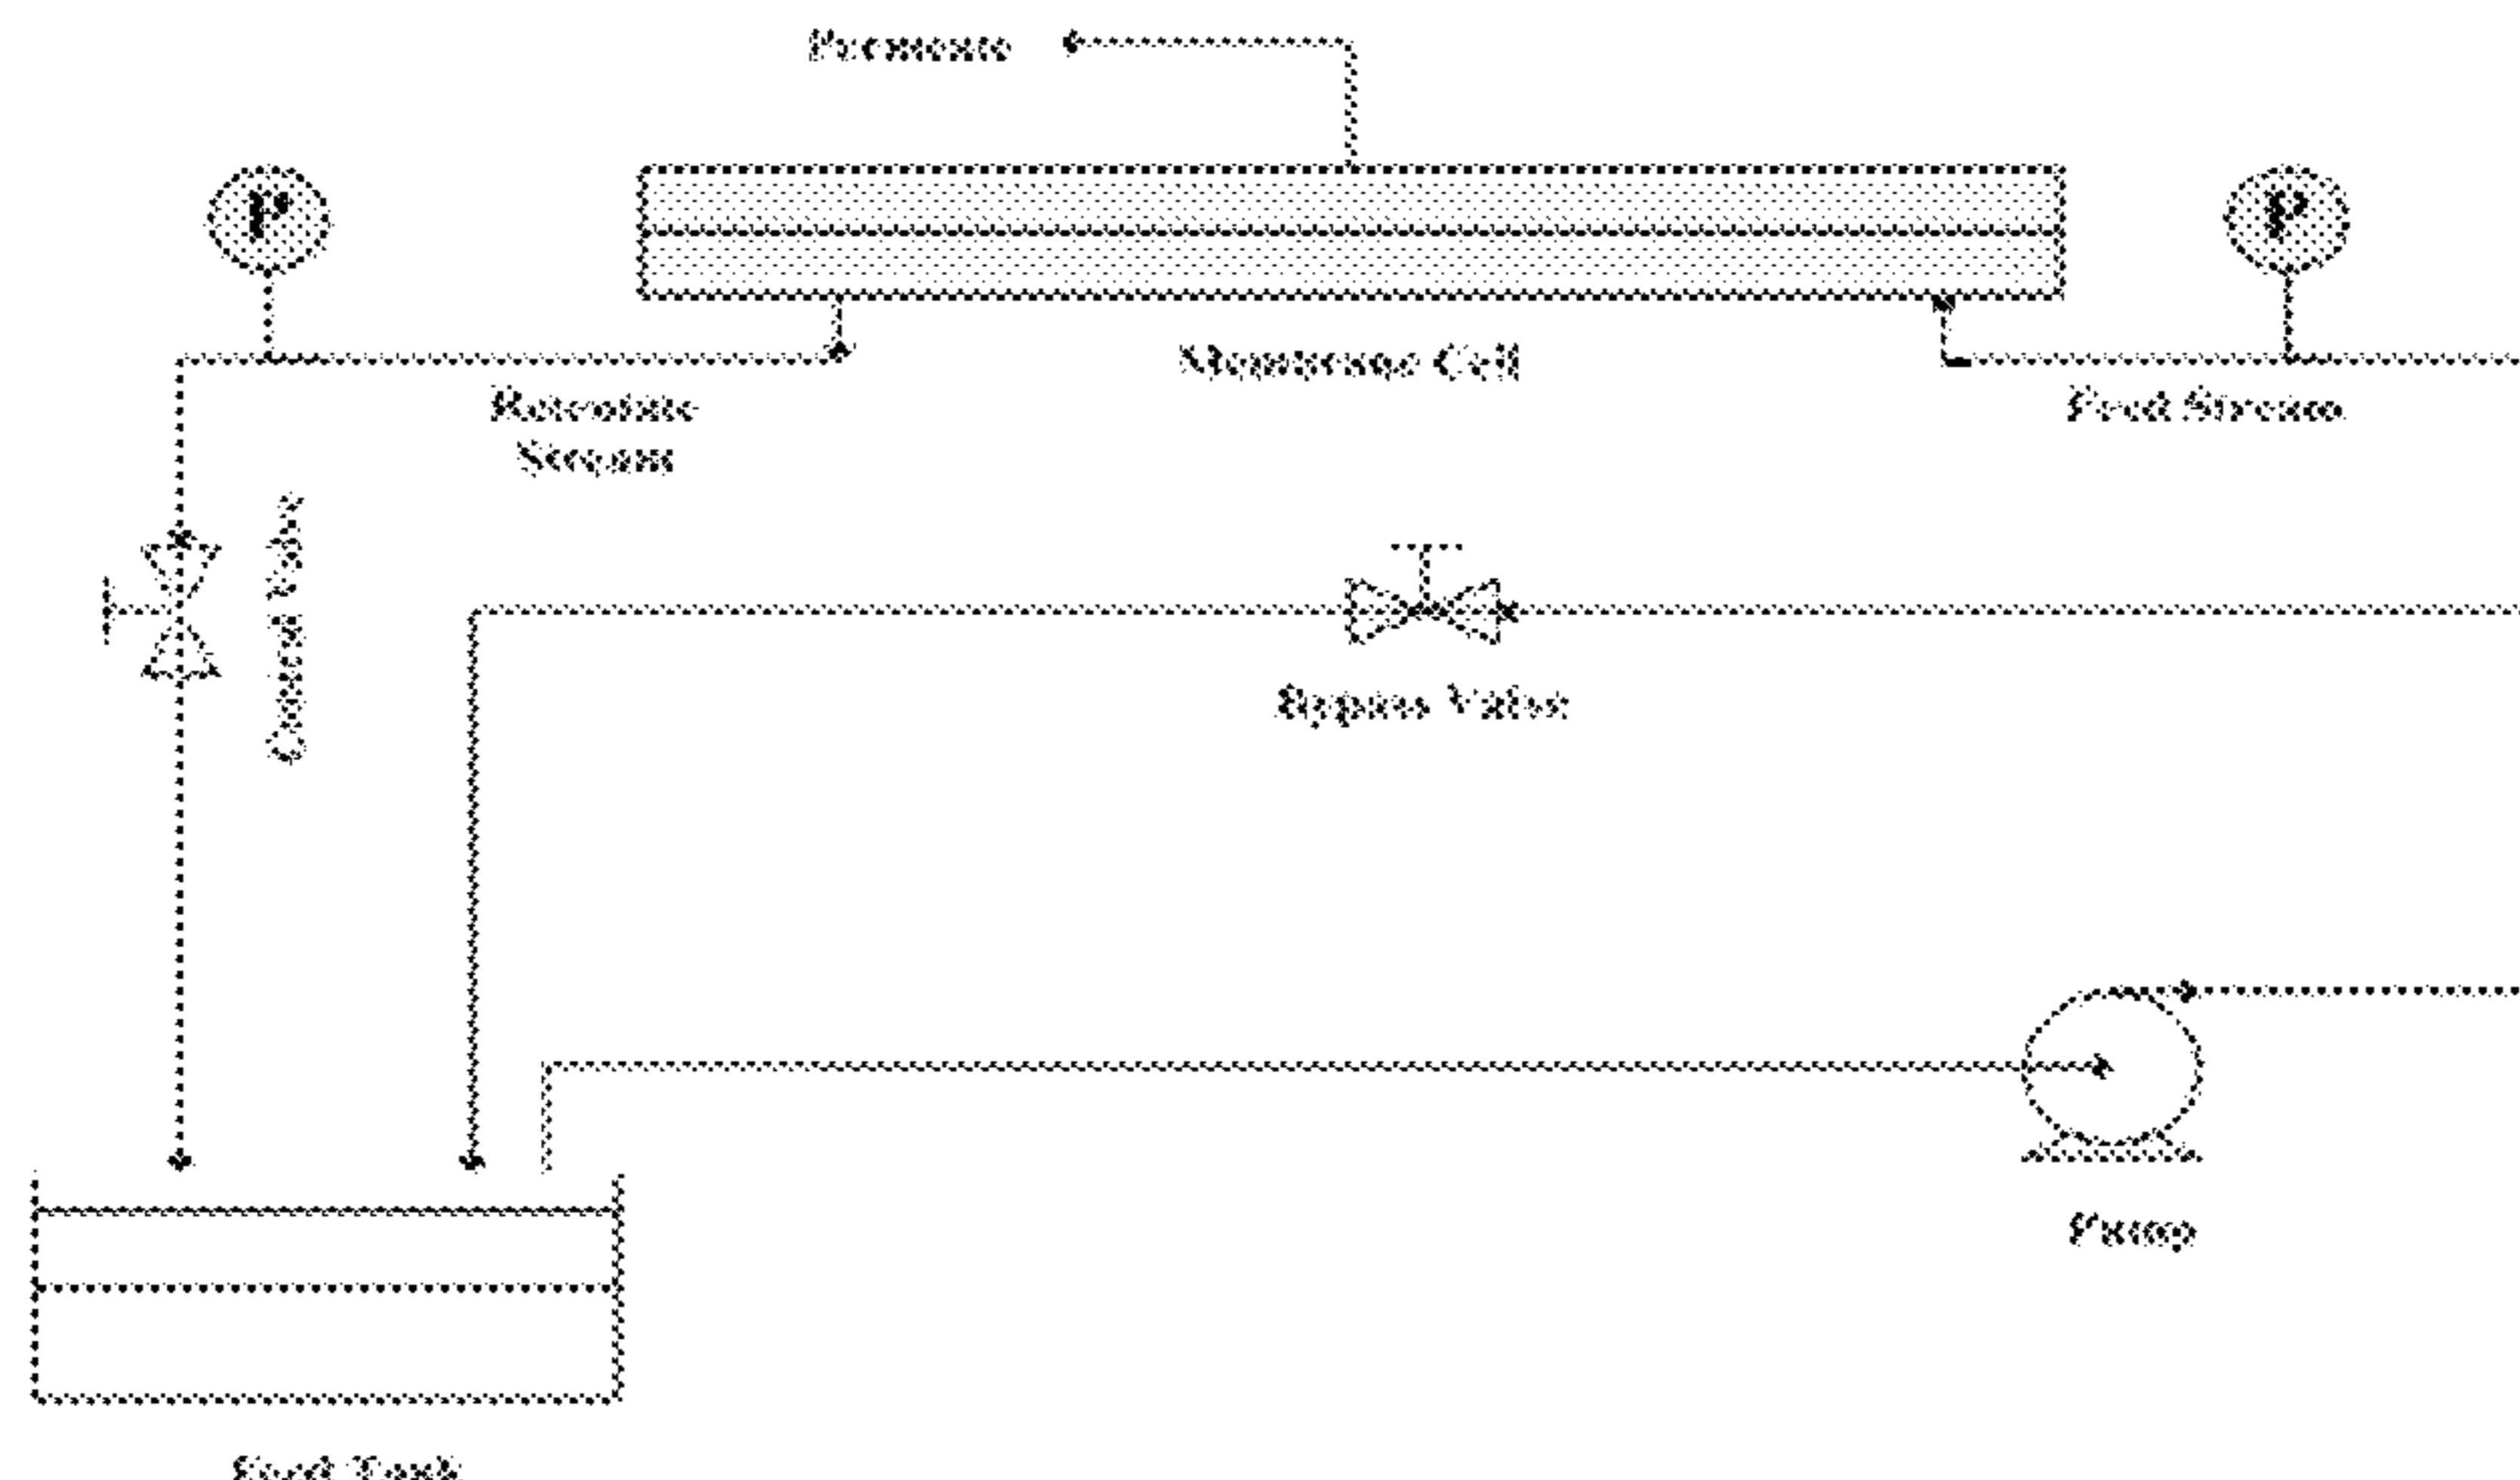 Permeate
P
P
Membrane Cell
Retentate
Stream
Feed Stream
Bypass Valve
Pump
Feed Tank